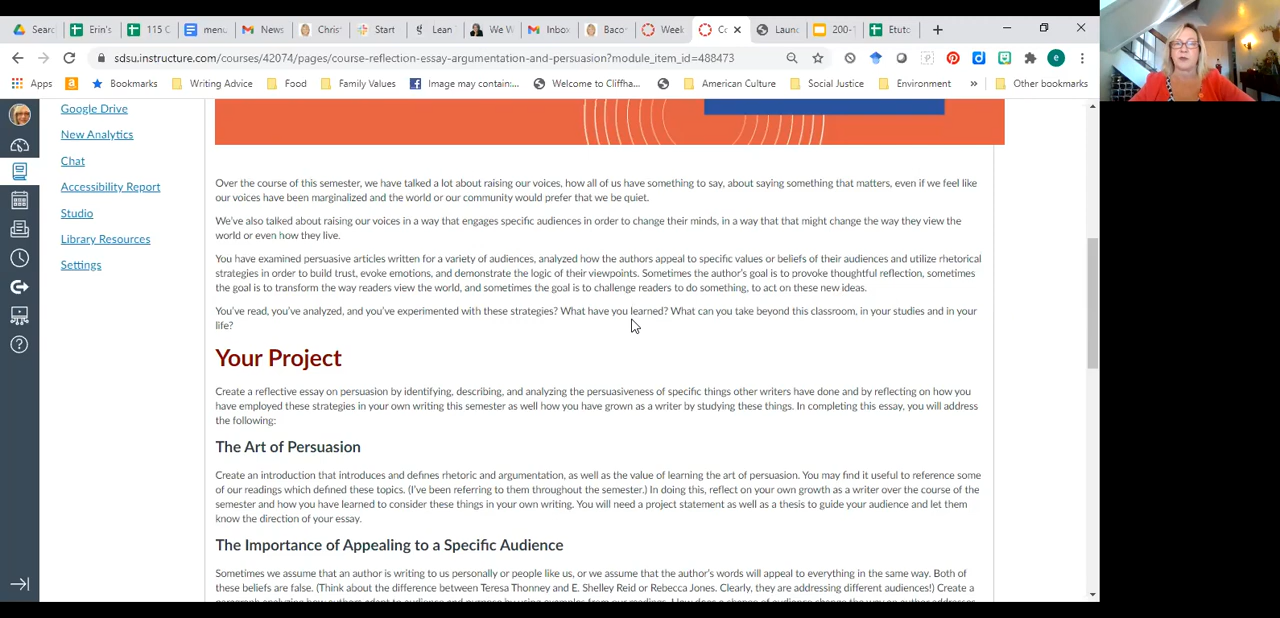 Searc
Erin's
115 C
menu
News
Chris
Start
Lean
We W
Inbo
Baco
Week
Co
Laun
200-
Etuto
sdsu.instructure.com/courses/42074/pages/course-reflection-essay-argumentation-and-persuasion?module_item_id=488473
e
Apps
Bookmarks
Writing Advice
Food
Family Values
Image may contain:...
Welcome to Cliffha...
American Culture
Social Justice
Environment
»
Other bookmarks
Google Drive
New Analytics
Chat
Accessibility Report
Studio
Library Resources
Settings
Over the course of this semester, we have talked a lot about raising our voices, how all of us have something to say, about saying something that matters, even if we feel like
our voices have been marginalized and the world or our community would prefer that we be quiet.
We've also talked about raising our voices in a way that engages specific audiences in order to change their minds, in a way that that might change the way they view the
world or even how they live.
You have examined persuasive articles written for a variety of audiences, analyzed how the authors appeal to specific values or beliefs of their audiences and utilize rhetorical
strategies in order to build trust, evoke emotions, and demonstrate the logic of their viewpoints. Sometimes the author's goal is to provoke thoughtful reflection, sometimes
the goal is to transform the way readers view the world, and sometimes the goal is to challenge readers to do something, to act on these new ideas.
You've read, you've analyzed, and you've experimented with these strategies? What have you learned? What can you take beyond this classroom, in your studies and in your
life?
Your Project
Create a reflective essay on persuasion by identifying, describing, and analyzing the persuasiveness of specific things other writers have done and by reflecting on how you
have employed these strategies in your own writing this semester as well how you have grown as a writer by studying these things. In completing this essay, you will address
the following:
The Art of Persuasion
Create an introduction that introduces and defines rhetoric and argumentation, as well as the value of learning the art of persuasion. You may find it useful to reference some
of our readings which defined these topics. (I've been referring to them throughout the semester.) In doing this, reflect on your own growth as a writer over the course of the
semester and how you have learned to consider these things in your own writing. You will need a project statement as well as a thesis to guide your audience and let them
know the direction of your essay.
The Importance of Appealing to a Specific Audience
Sometimes we assume that an author is writing to us personally or people like us, or we assume that the author's words will appeal to everything in the same way. Both of
these beliefs are false. (Think about the difference between Teresa Thonney and E. Shelley Reid or Rebecca Jones. Clearly, they are addressing different audiences!) Create a